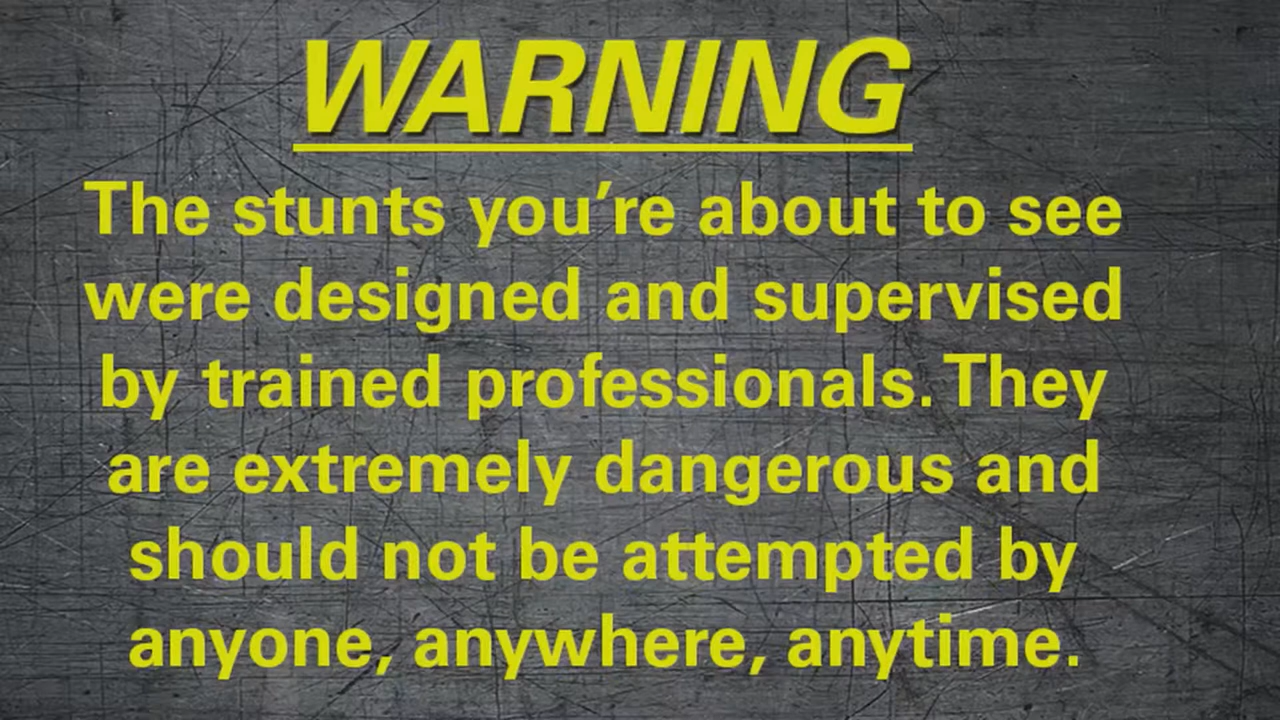 WARNING
The stunts you’re about to see
were designed and supervised
by trained professionals. They
are extremely dangerous and
should not be attempted by
anyone, anywhere, anytime.